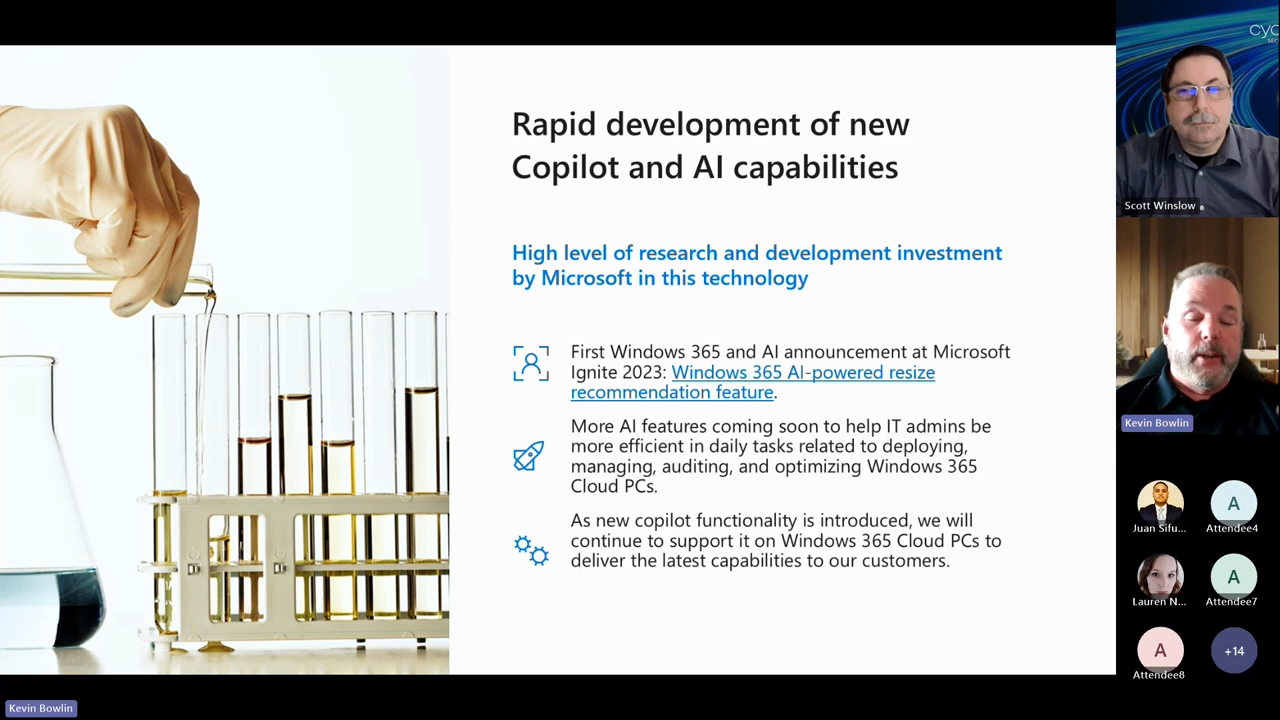 Rapid development of new
Copilot and AI capabilities
High level of research and development investment
by Microsoft in this technology
First Windows 365 and AI announcement at Microsoft
Ignite 2023: Windows 365 AI-powered resize
recommendation feature.
More AI features coming soon to help IT admins be
more efficient in daily tasks related to deploying,
managing, auditing, and optimizing Windows 365
Cloud PCs.
As new copilot functionality is introduced, we will
continue to support it on Windows 365 Cloud PCs to
deliver the latest capabilities to our customers.
Kevin Bowlin
cyc
Scott Winslow
Kevin Bowlin
Juan Sifu...
A
Attendee4
Lauren N...
A
Attendee7
A
Attendee8
+14